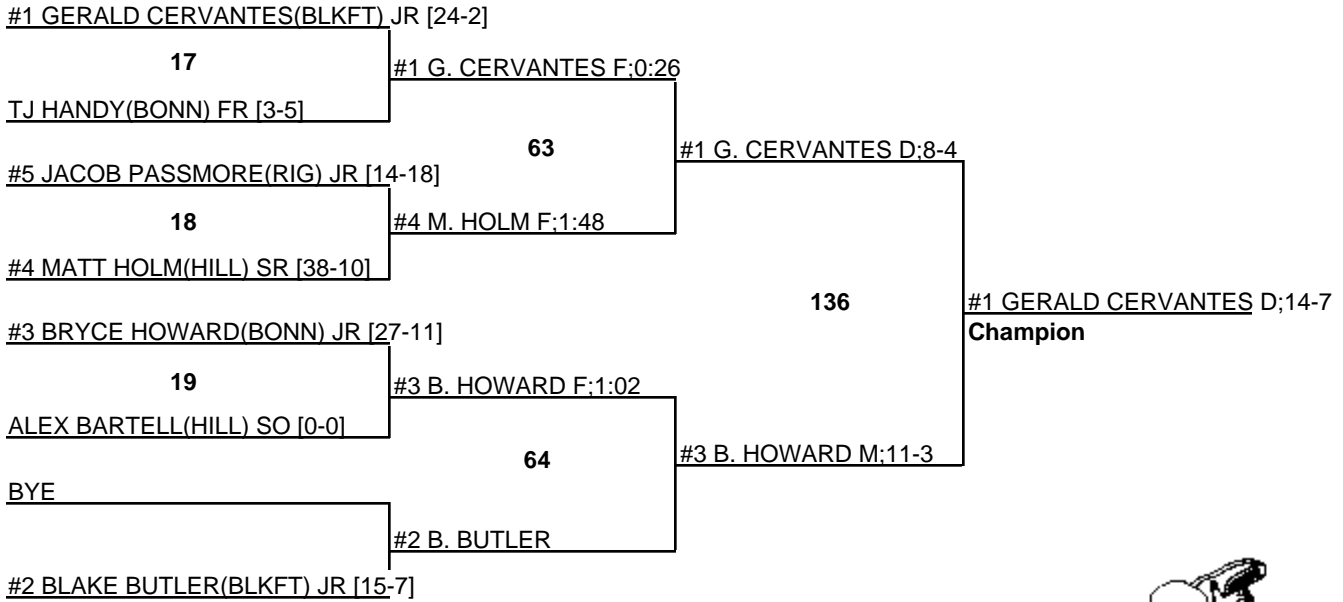 #1 GERALD CERVANTES(BLKFT) JR [24-2]
17
#1 G. CERVANTES F;0:26
TJ HANDY(BONN) FR [3-5]
63
#1 G. CERVANTES D;8-4
#5 JACOB PASSMORE(RIG) JR [14-18]
18
#4 M. HOLM F;1:48
#4 MATT HOLM(HILL) SR [38-10]
136
#1 GERALD CERVANTES D;14-7
Champion
#3 BRYCE HOWARD(BONN) JR [27-11]
19
#3 B. HOWARD F;1:02
ALEX BARTELL(HILL) SO [0-0]
64
#3 B. HOWARD M;11-3
BYE
#2 B. BUTLER
#2 BLAKE BUTLER(BLKFT) JR [15-7]